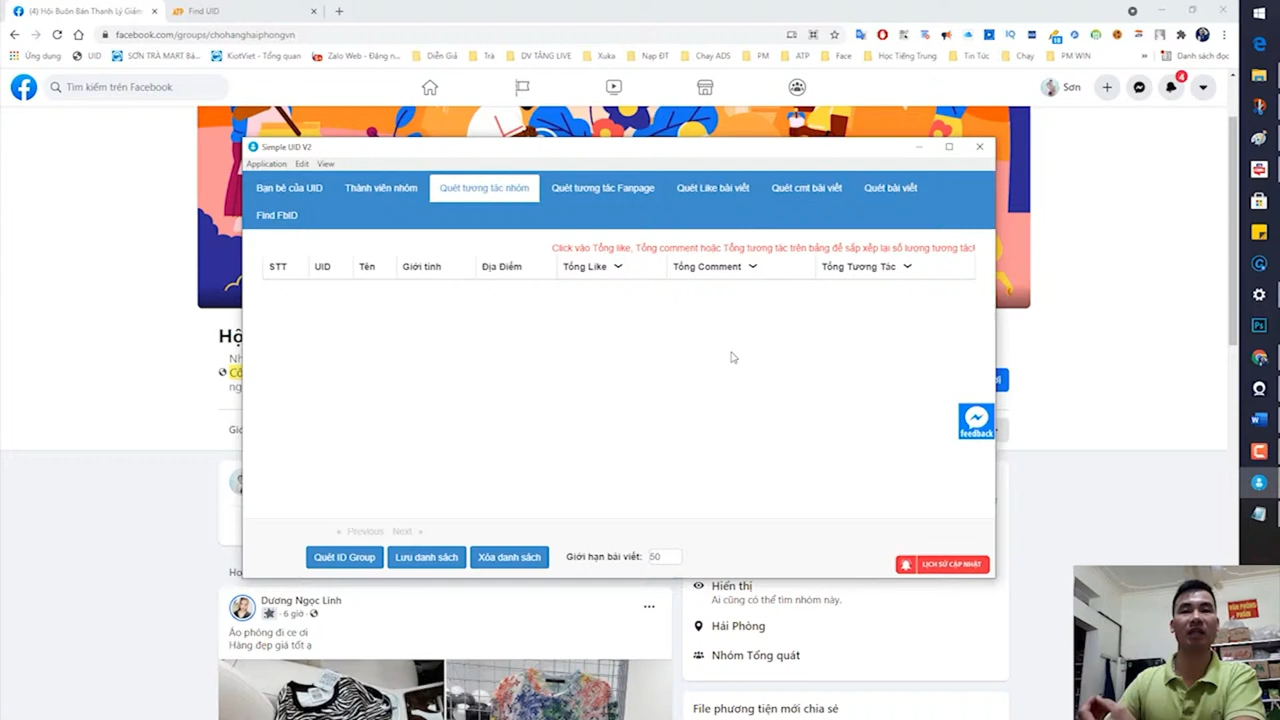 (4) Hội Buôn Bán Thanh Lý Giảm
Find UID
facebook.com/groups/chohanghaiphongvn
Ứng dụng
UID
SƠN TRÀ MART Bá...
KiotViet - Tổng quan
Zalo Web - Đăng n...
Diễn Giả
Trà
DV TĂNG LIVE
Xuka
Nạp ĐT
Chạy ADS
PM
ATP
Face
Học Tiếng Trung
Tin Tức
Chạy
PM WIN
Danh sách đọc
Tìm kiếm trên Facebook
Sơn
4
Simple UID V2
Application Edit View
Bạn bè của UID
Thành viên nhóm
Quét tương tác nhóm
Quét tương tác Fanpage
Quét Like bài viết
Quét cmt bài viết
Quét bài viết
Find FbID
Click vào Tổng like, Tổng comment hoặc Tổng tương tác trên bảng để sắp xếp lại số lượng tương tác!
STT UID Tên Giới tính Địa Điểm Tổng Like Tổng Comment Tổng Tương Tác
feedback
« Previous Next »
Quét ID Group
Lưu danh sách
Xóa danh sách
Giới hạn bài viết: 50
LỊCH SỬ CẬP NHẬT
Dương Ngọc Linh
6 giờ
Áo phông đi ce ơi
Hàng đẹp giá tốt ạ
Hiển thị
Ai cũng có thể tìm nhóm này.
Hải Phòng
Nhóm Tổng quát
File phương tiện mới chia sẻ
VĂN PHÒNG
PHẨM